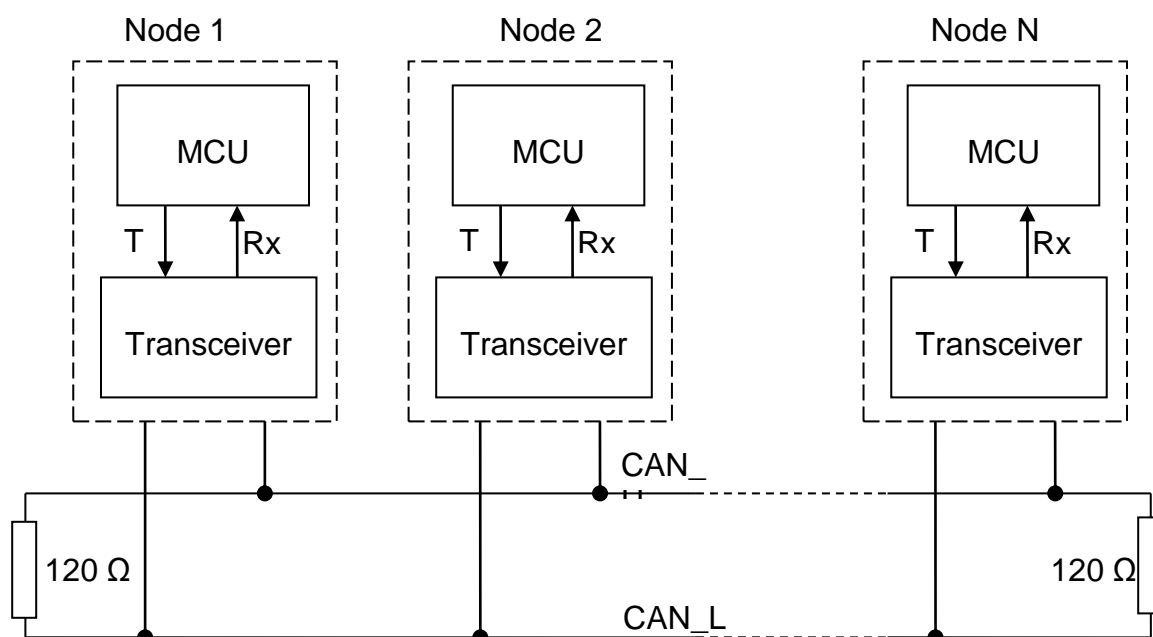 Node 1 Node 2 Node N
MCU MCU MCU
T Rx T Rx T Rx
Transceiver Transceiver Transceiver
CAN_
120 Ω 120 Ω
CAN_L